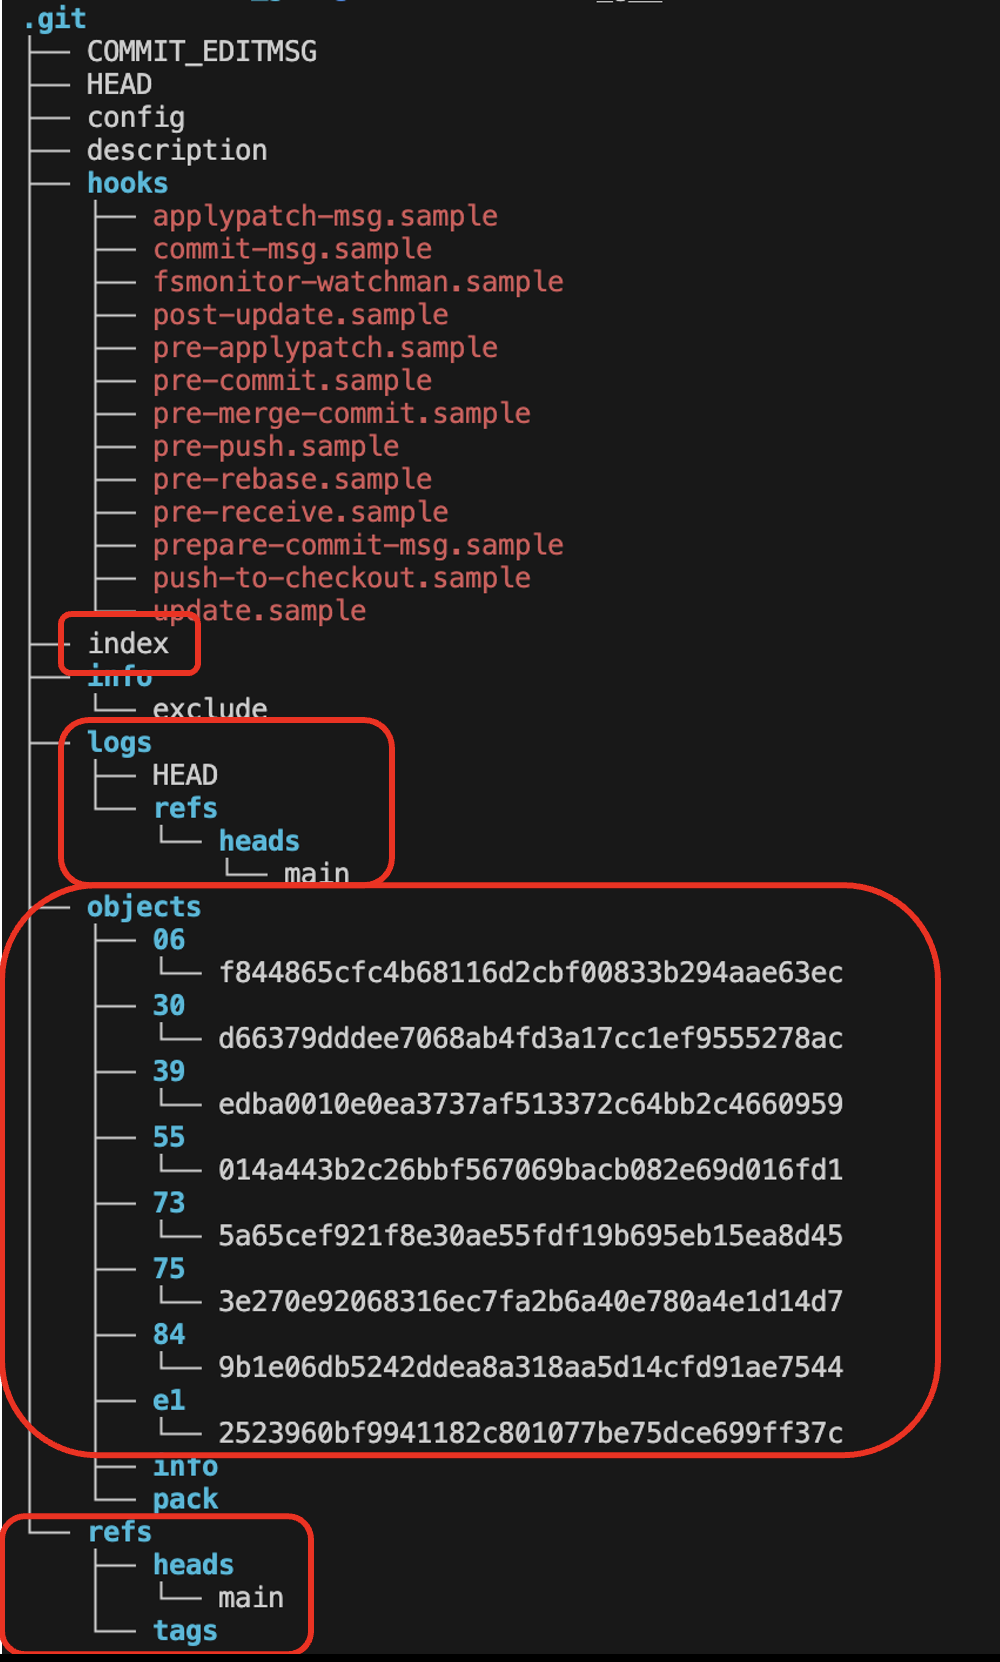 .git
COMMIT_EDITMSG
HEAD
config
description
hooks
applypatch-msg.sample
commit-msg.sample
fsmonitor-watchman.sample
post-update.sample
pre-applypatch.sample
pre-commit.sample
pre-merge-commit.sample
pre-push.sample
pre-rebase.sample
pre-receive.sample
prepare-commit-msg.sample
push-to-checkout.sample
update.sample
index
info
exclude
logs
HEAD
refs
heads
main
objects
06
f844865cfc4b68116d2cbf00833b294aae63ec
30
d66379dddee7068ab4fd3a17cc1ef9555278ac
39
edba0010e0ea3737af513372c64bb2c4660959
55
014a443b2c26bbf567069bacb082e69d016fd1
73
5a65cef921f8e30ae55fdf19b695eb15ea8d45
75
3e270e92068316ec7fa2b6a40e780a4e1d14d7
84
9b1e06db5242ddea8a318aa5d14cfd91ae7544
e1
2523960bf9941182c801077be75dce699ff37c
info
pack
refs
heads
main
tags